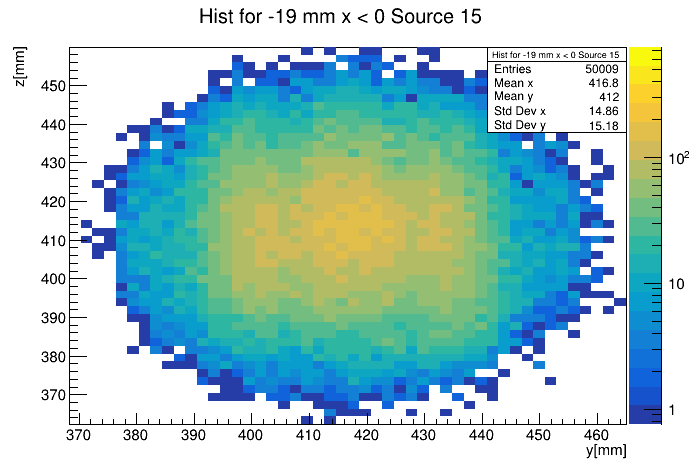 Hist for -19 mm x < 0 Source 15
z[mm]
Hist for -19 mm x < 0 Source 15
Entries 50009
Mean x 416.8
Mean y 412
Std Dev x 14.86
Std Dev y 15.18
450
440
430
420
410
400
390
380
370
10²
10
1
370 380 390 400 410 420 430 440 450 460
y[mm]